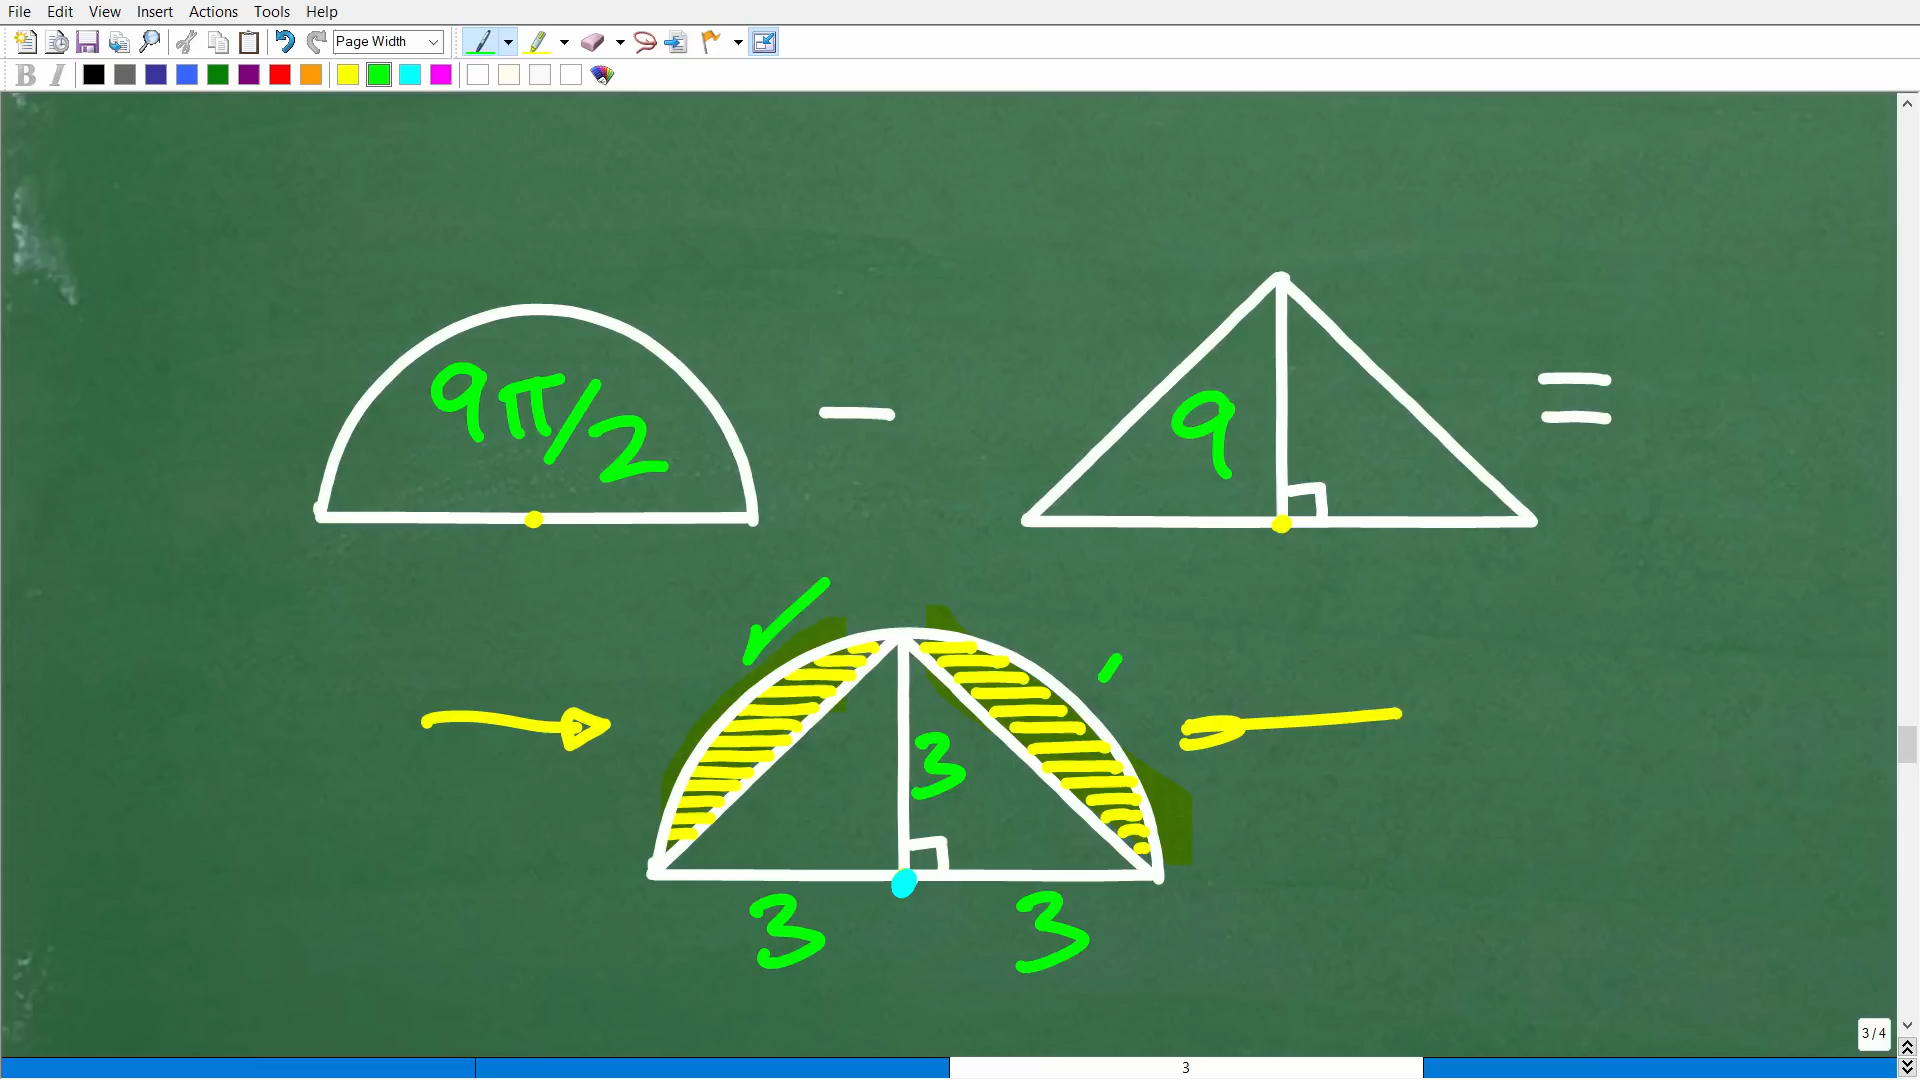 File Edit View Insert Actions Tools Help
Page Width
B I
9π/2 − 9 =
3
3 3
3 / 4
3